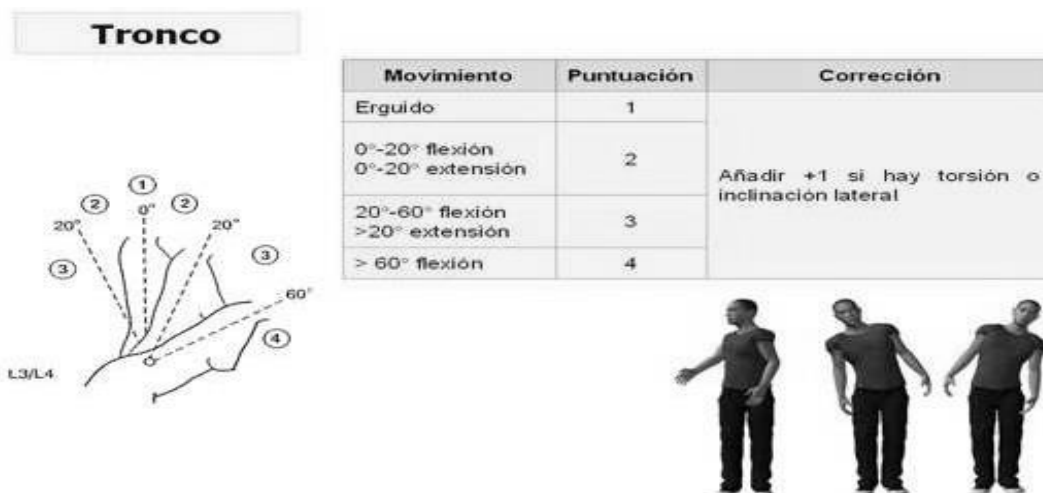 Tronco
Movimiento Puntuación Corrección
Erguido 1
0°-20° flexión
0°-20° extensión
2
Añadir +1 si hay torsión o
inclinación lateral
20°-60° flexión
>20° extensión
3
> 60° flexión 4
1
2 0° 2
20° 20°
3 3
60°
4
L3/L4